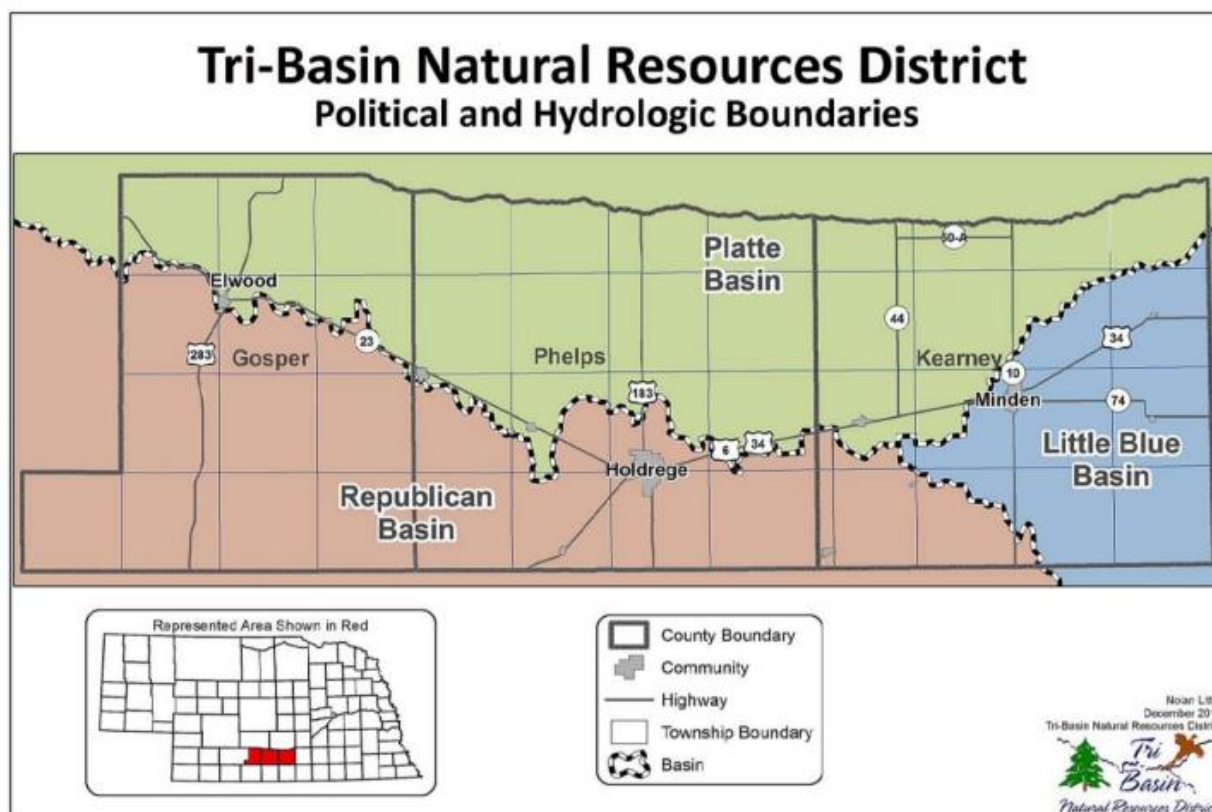 Tri-Basin Natural Resources District
Political and Hydrologic Boundaries
Platte
Basin
Elwood
44
283
Gosper
23
Phelps
Kearney
34
10
183
Minden
74
6
34
Holdrege
Little Blue
Basin
Republican
Basin
Represented Area Shown in Red
County Boundary
Community
Highway
Township Boundary
Basin
Tri-Basin Natural Resources
Tri
Basin
Natural Resources